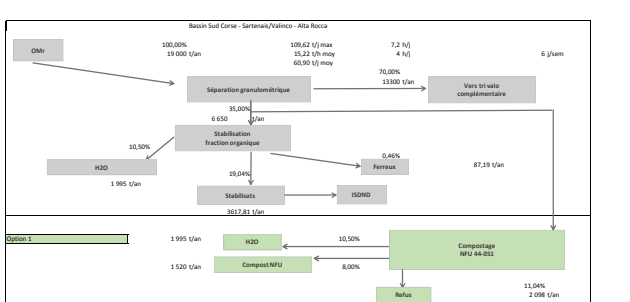 Bassin Sud Corse - Sartenais/Valinco - Alta Rocca
OMr
100,00% 109,62 t/j max 7,2 h/j
19 000 t/an 15,22 t/h moy 4 h/j 6 j/sem
60,90 t/j moy
70,00%
13300 t/an
Séparation granulométrique
Vers tri valo
complémentaire
35,00%
6 650 t/an
Stabilisation
fraction organique
10,50%
0,46%
H2O
Ferreux
87,19 t/an
19,04%
1 995 t/an
Stabilisats
ISDND
3617,81 t/an
Option 1
1 995 t/an
H2O
10,50%
Compostage
NFU 44-051
1 520 t/an
Compost NFU
8,00%
11,04%
Refus
2 098 t/an